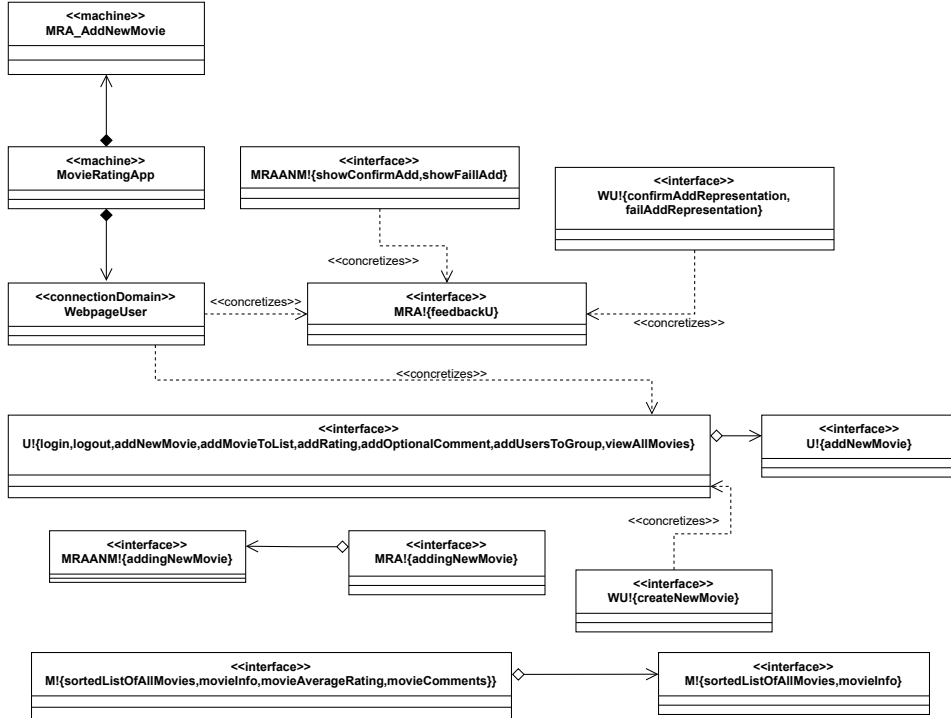 <<machine>>
MRA_AddNewMovie
<<machine>>
MovieRatingApp
<<interface>>
MRAANM!{showConfirmAdd,showFaillAdd}
<<interface>>
WU!{confirmAddRepresentation,
failAddRepresentation}
<<concretizes>>
<<connectionDomain>>
WebpageUser
<<concretizes>>
<<interface>>
MRA!{feedbackU}
<<concretizes>>
<<concretizes>>
<<interface>>
U!{login,logout,addNewMovie,addMovieToList,addRating,addOptionalComment,addUsersToGroup,viewAllMovies}
<<interface>>
U!{addNewMovie}
<<concretizes>>
<<interface>>
MRAANM!{addingNewMovie}
<<interface>>
MRA!{addingNewMovie}
<<interface>>
WU!{createNewMovie}
<<interface>>
M!{sortedListOfAllMovies,movieInfo,movieAverageRating,movieComments}}
<<interface>>
M!{sortedListOfAllMovies,movieInfo}